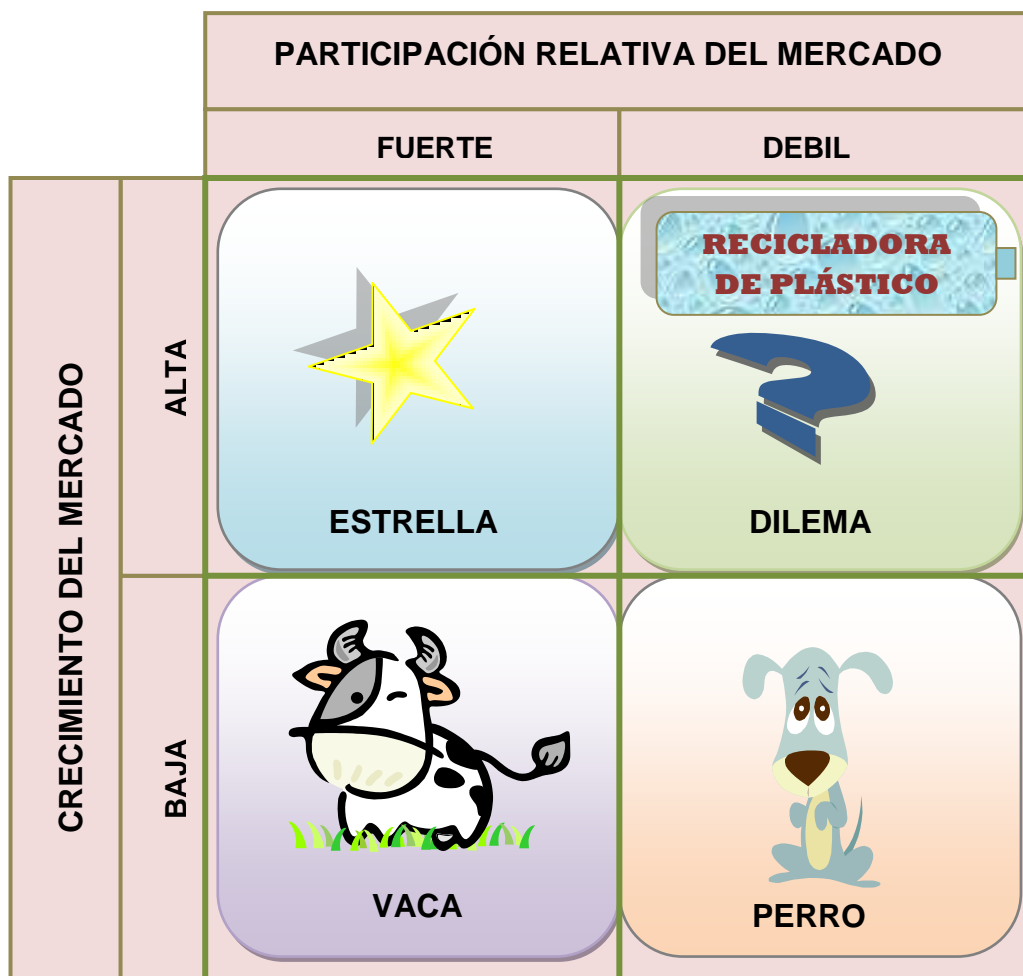 PARTICIPACIÓN RELATIVA DEL MERCADO
FUERTE
DEBIL
CRECIMIENTO DEL MERCADO
ALTA
RECICLADORA
DE PLÁSTICO
ESTRELLA
DILEMA
BAJA
VACA
PERRO